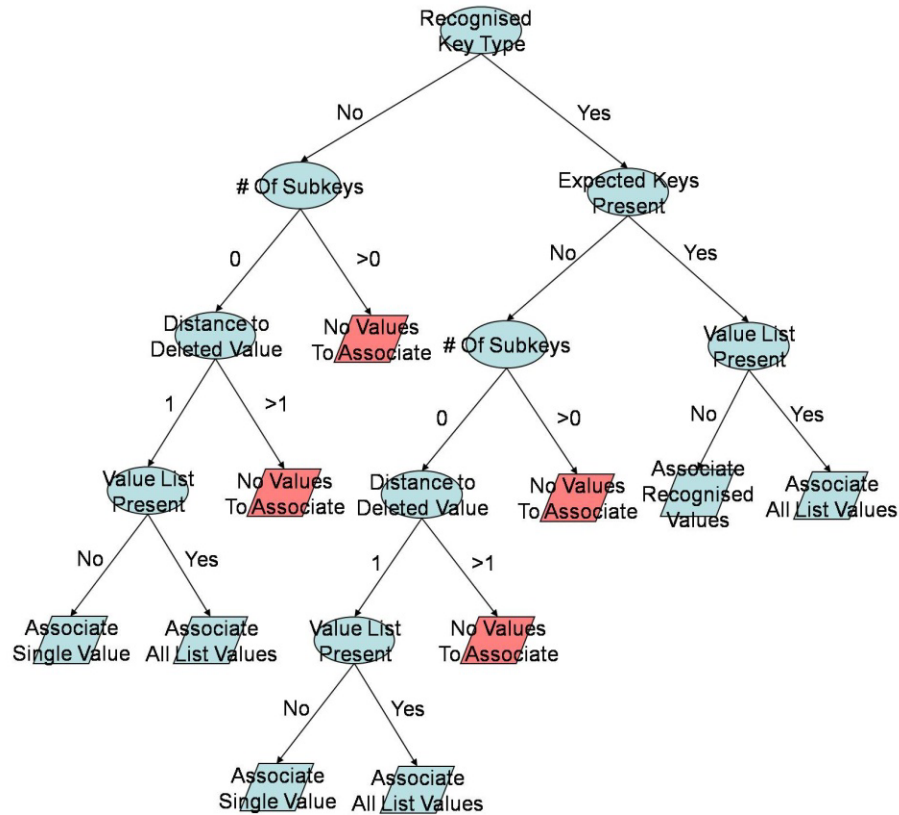 Recognised
Key Type
No
Yes
# Of Subkeys
Expected Keys
Present
0
>0
No
Yes
Distance to
Deleted Value
No Values
To Associate
# Of Subkeys
Value List
Present
1
>1
0
>0
No
Yes
Value List
Present
No Values
To Associate
Distance to
Deleted Value
No Values
To Associate
Associate
Recognised
Values
Associate
All List Values
No
Yes
1
>1
Associate
Single Value
Associate
All List Values
Value List
Present
No Values
To Associate
No
Yes
Associate
Single Value
Associate
All List Values